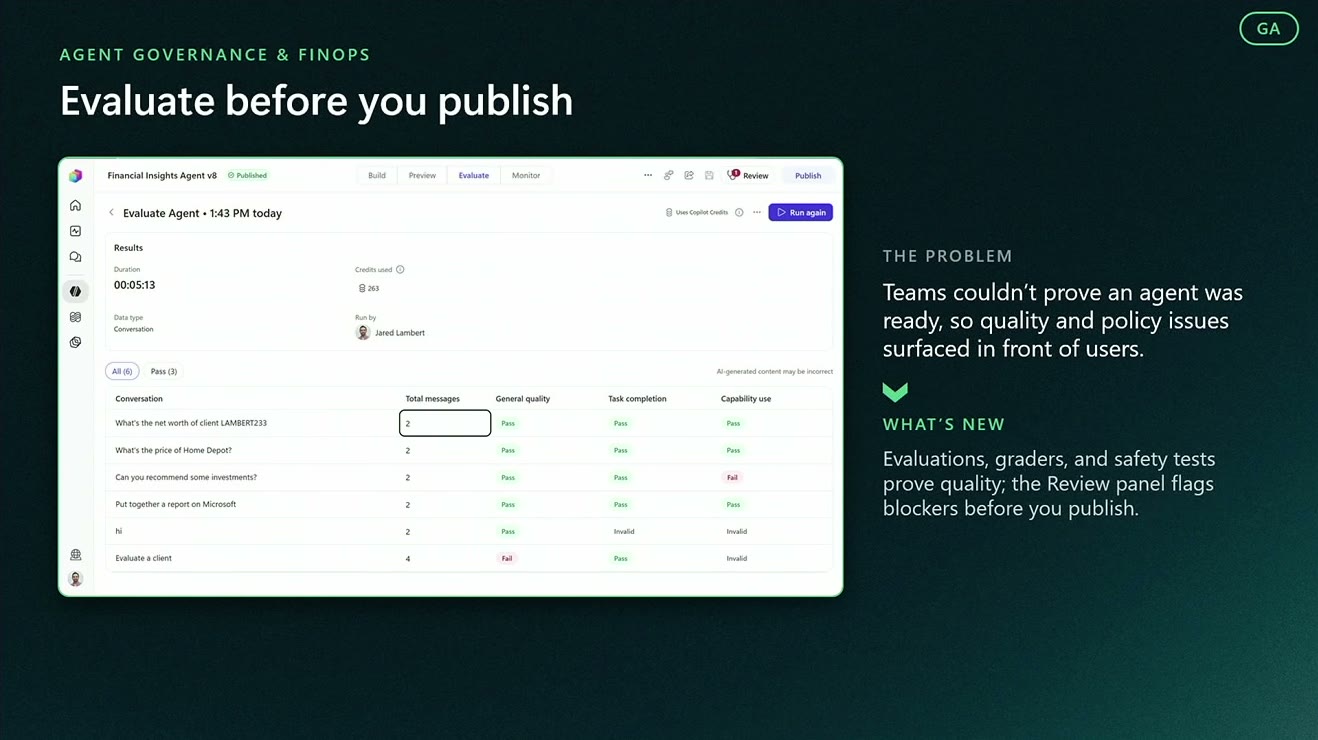 GA
AGENT GOVERNANCE & FINOPS
Evaluate before you publish
Financial Insights Agent v8 Published Build Preview Evaluate Monitor ... 1 Review Publish
Evaluate Agent • 1:43 PM today Uses Copilot Credits ... Run again
Results
Duration Credits used
00:05:13 263
Data type Run by
Conversation Jared Lambert
All (6) Pass (3) AI-generated content may be incorrect
Conversation Total messages General quality Task completion Capability use
What's the net worth of client LAMBERT233 2 Pass Pass Pass
What's the price of Home Depot? 2 Pass Pass Pass
Can you recommend some investments? 2 Pass Pass Fail
Put together a report on Microsoft 2 Pass Pass Pass
hi 2 Pass Invalid Invalid
Evaluate a client 4 Fail Pass Invalid
THE PROBLEM
Teams couldn't prove an agent was
ready, so quality and policy issues
surfaced in front of users.
WHAT'S NEW
Evaluations, graders, and safety tests
prove quality; the Review panel flags
blockers before you publish.